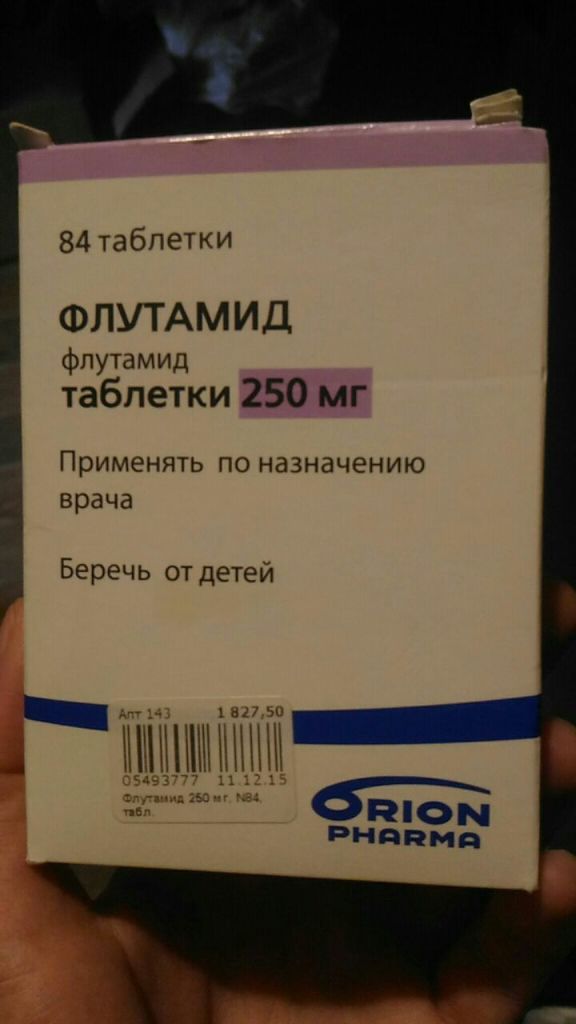 84 таблетки
ФЛУТАМИД
флутамид
таблетки 250 мг
Применять по назначению
врача
Беречь от детей
Апт 143 1 827,50
05493777 11.12.15
Флутамид 250 мг, N84,
табл.
ORION
PHARMA